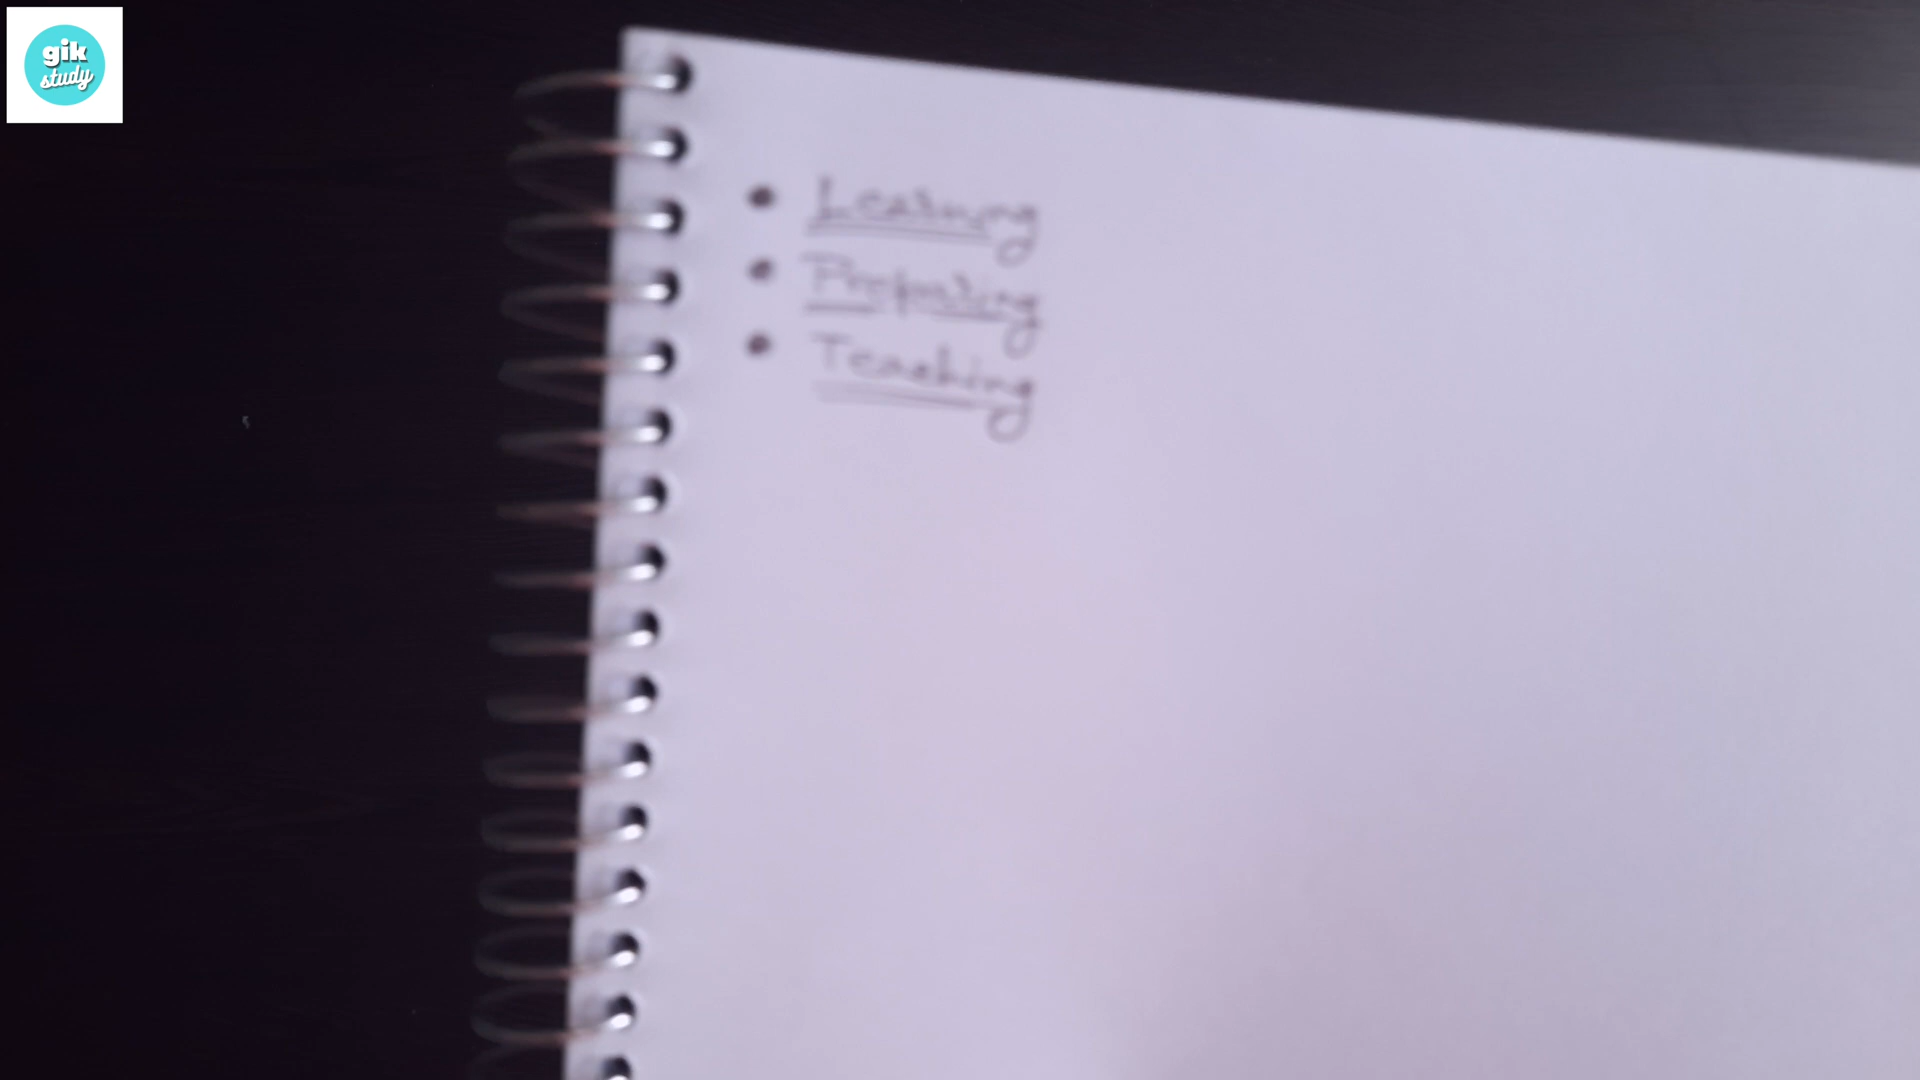 gik
study
• Learning
• Preparing
• Teaching